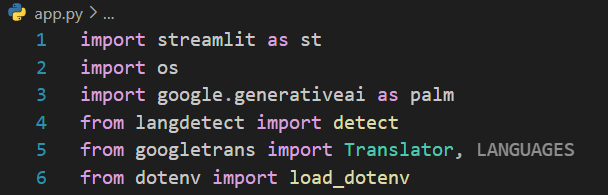 app.py > ...
1 import streamlit as st
2 import os
3 import google.generativeai as palm
4 from langdetect import detect
5 from googletrans import Translator, LANGUAGES
6 from dotenv import load_dotenv